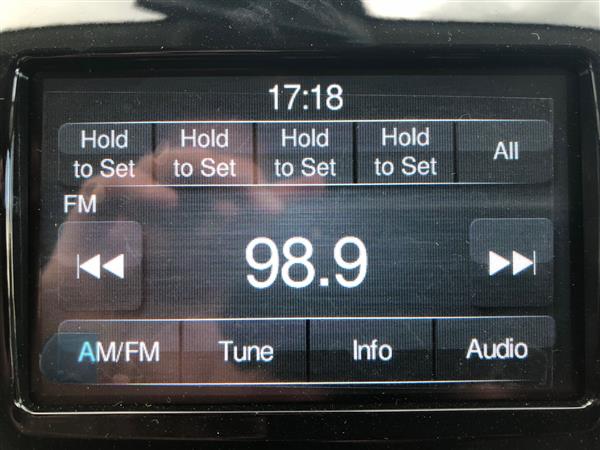 17:18
Hold to Set
Hold to Set
Hold to Set
Hold to Set
All
FM
98.9
AM/FM
Tune
Info
Audio